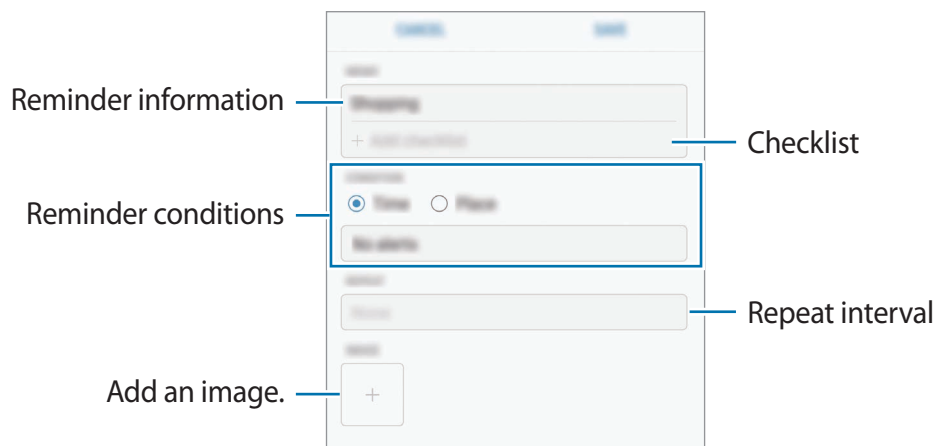 CANCEL
SAVE
Reminder information
Shopping
Add checklist
Checklist
Reminder conditions
Time
Place
No alerts
Repeat interval
None
Add an image.